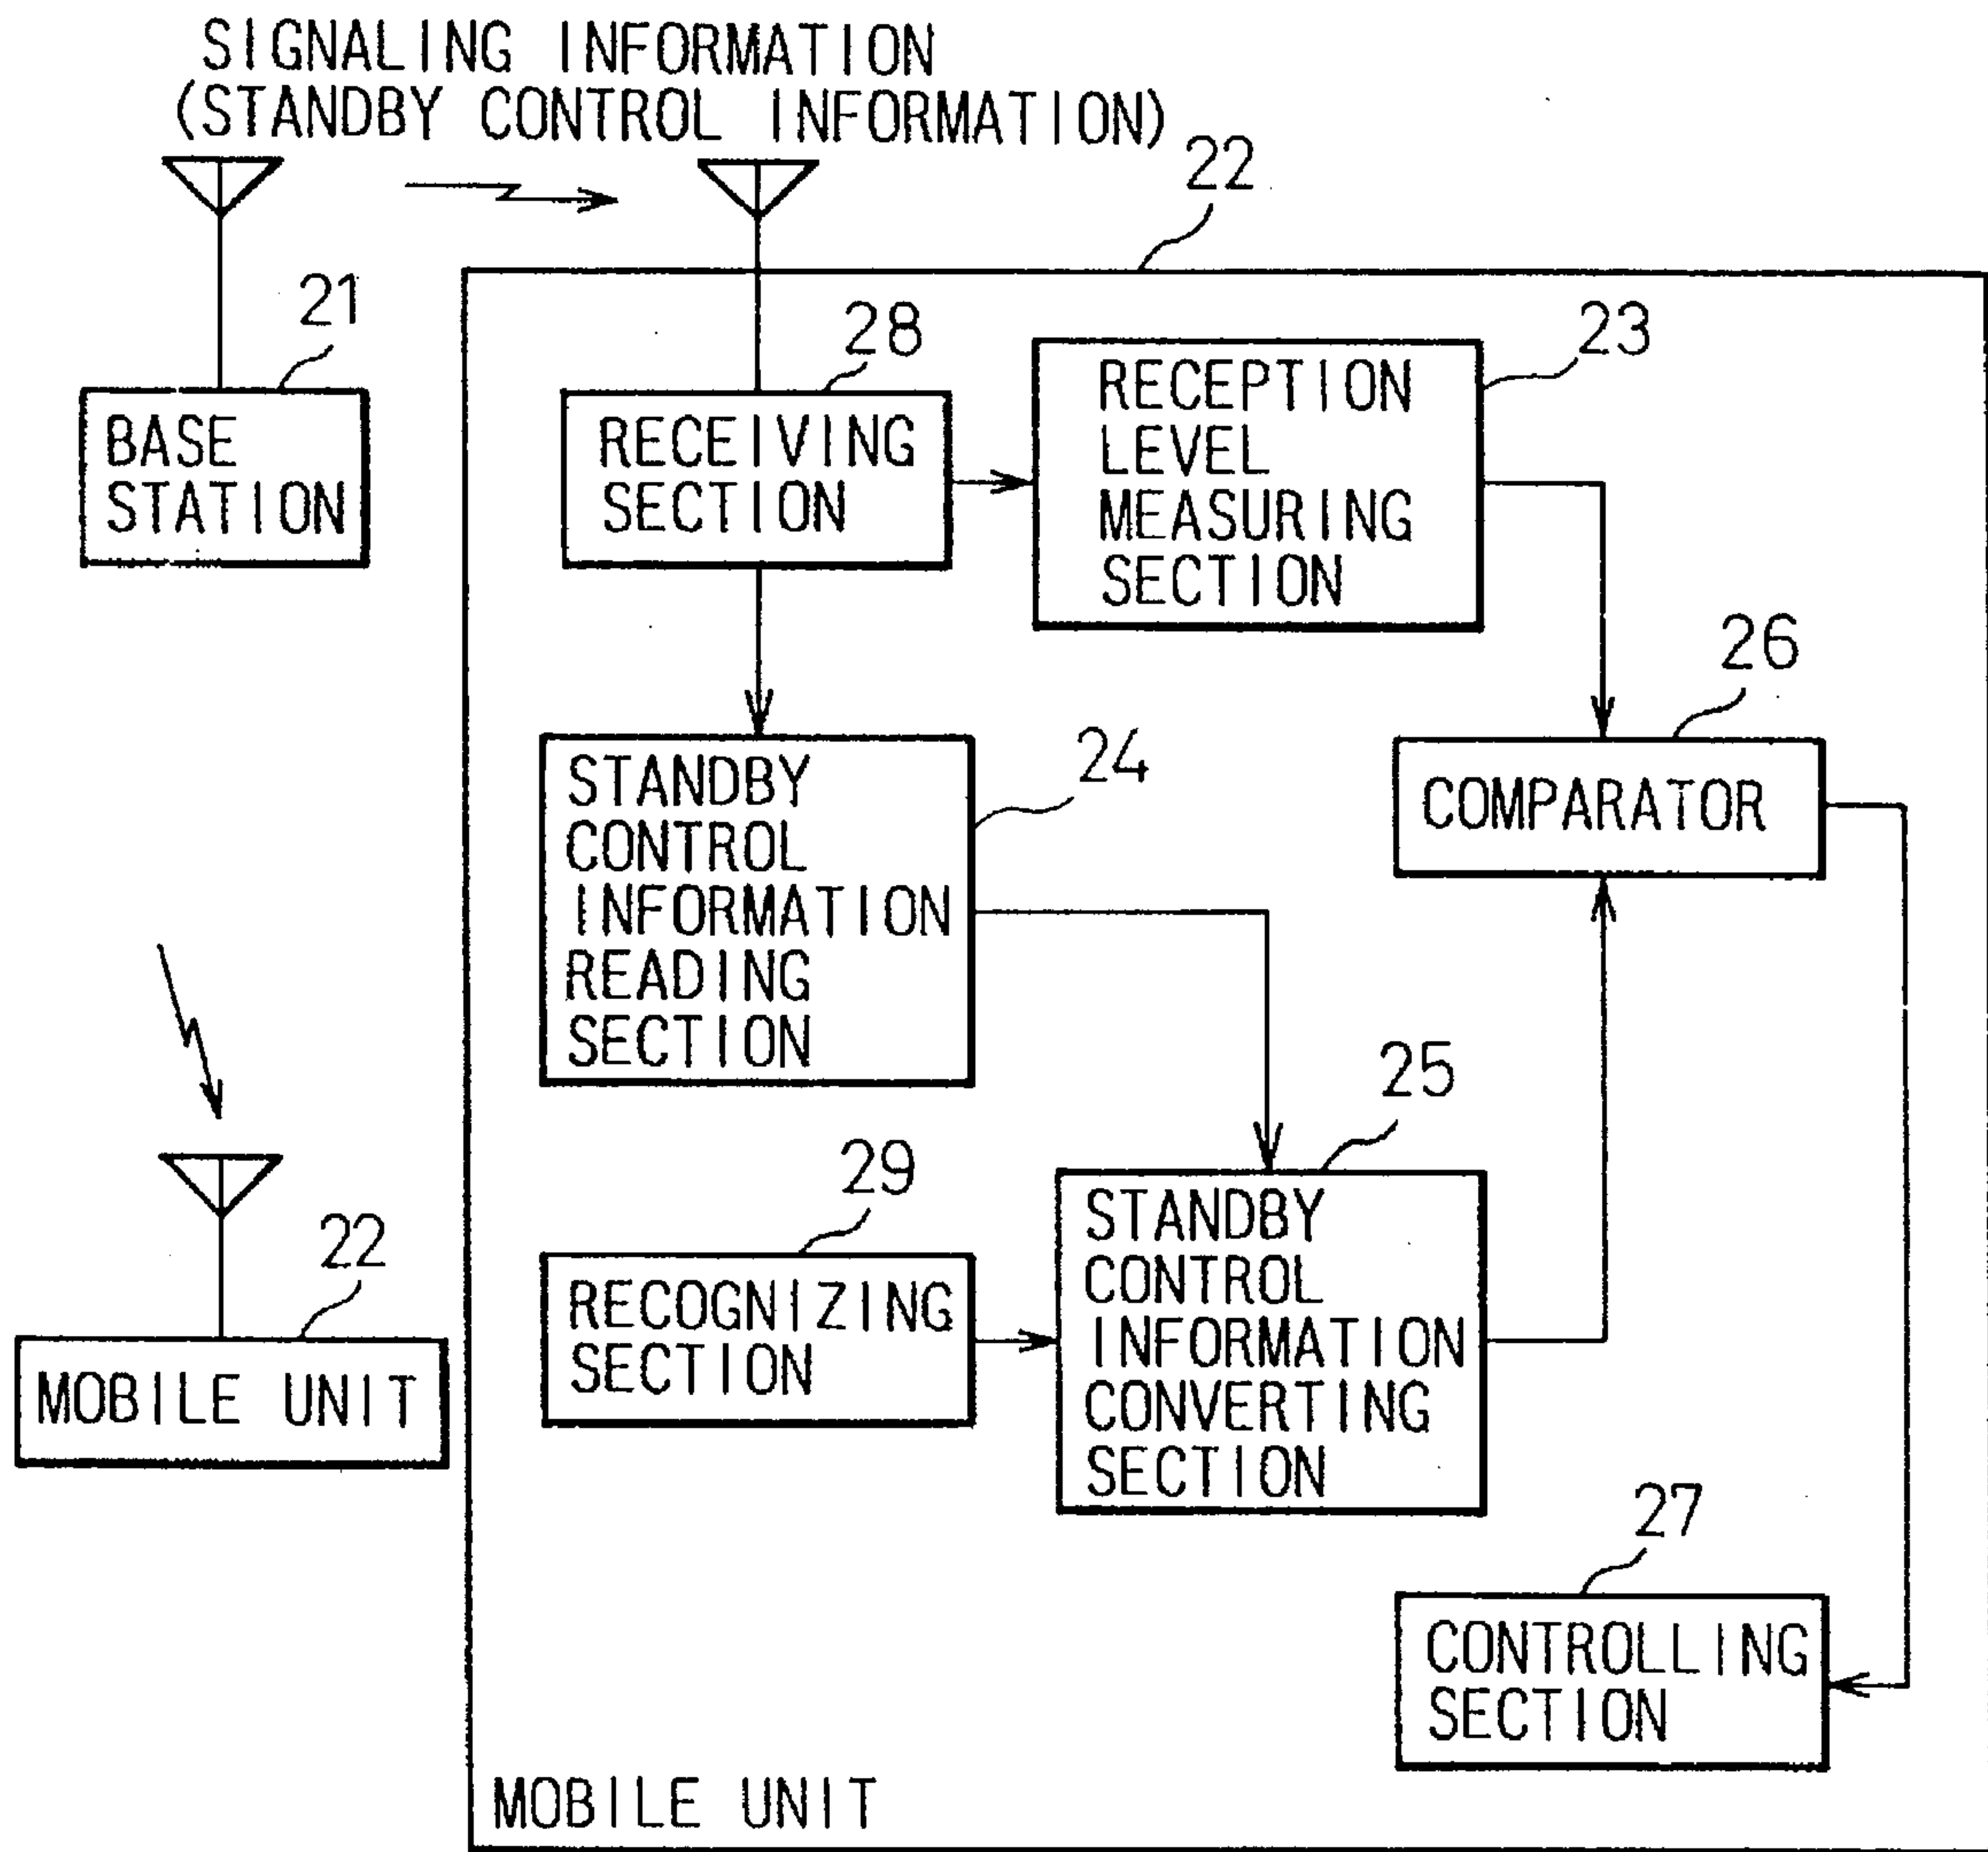 SIGNALING INFORMATION
(STANDBY CONTROL INFORMATION)
22
21
BASE
STATION
28
RECEIVING
SECTION
23
RECEPTION
LEVEL
MEASURING
SECTION
24
STANDBY
CONTROL
INFORMATION
READING
SECTION
26
COMPARATOR
22
MOBILE UNIT
29
RECOGNIZING
SECTION
25
STANDBY
CONTROL
INFORMATION
CONVERTING
SECTION
27
CONTROLLING
SECTION
MOBILE UNIT